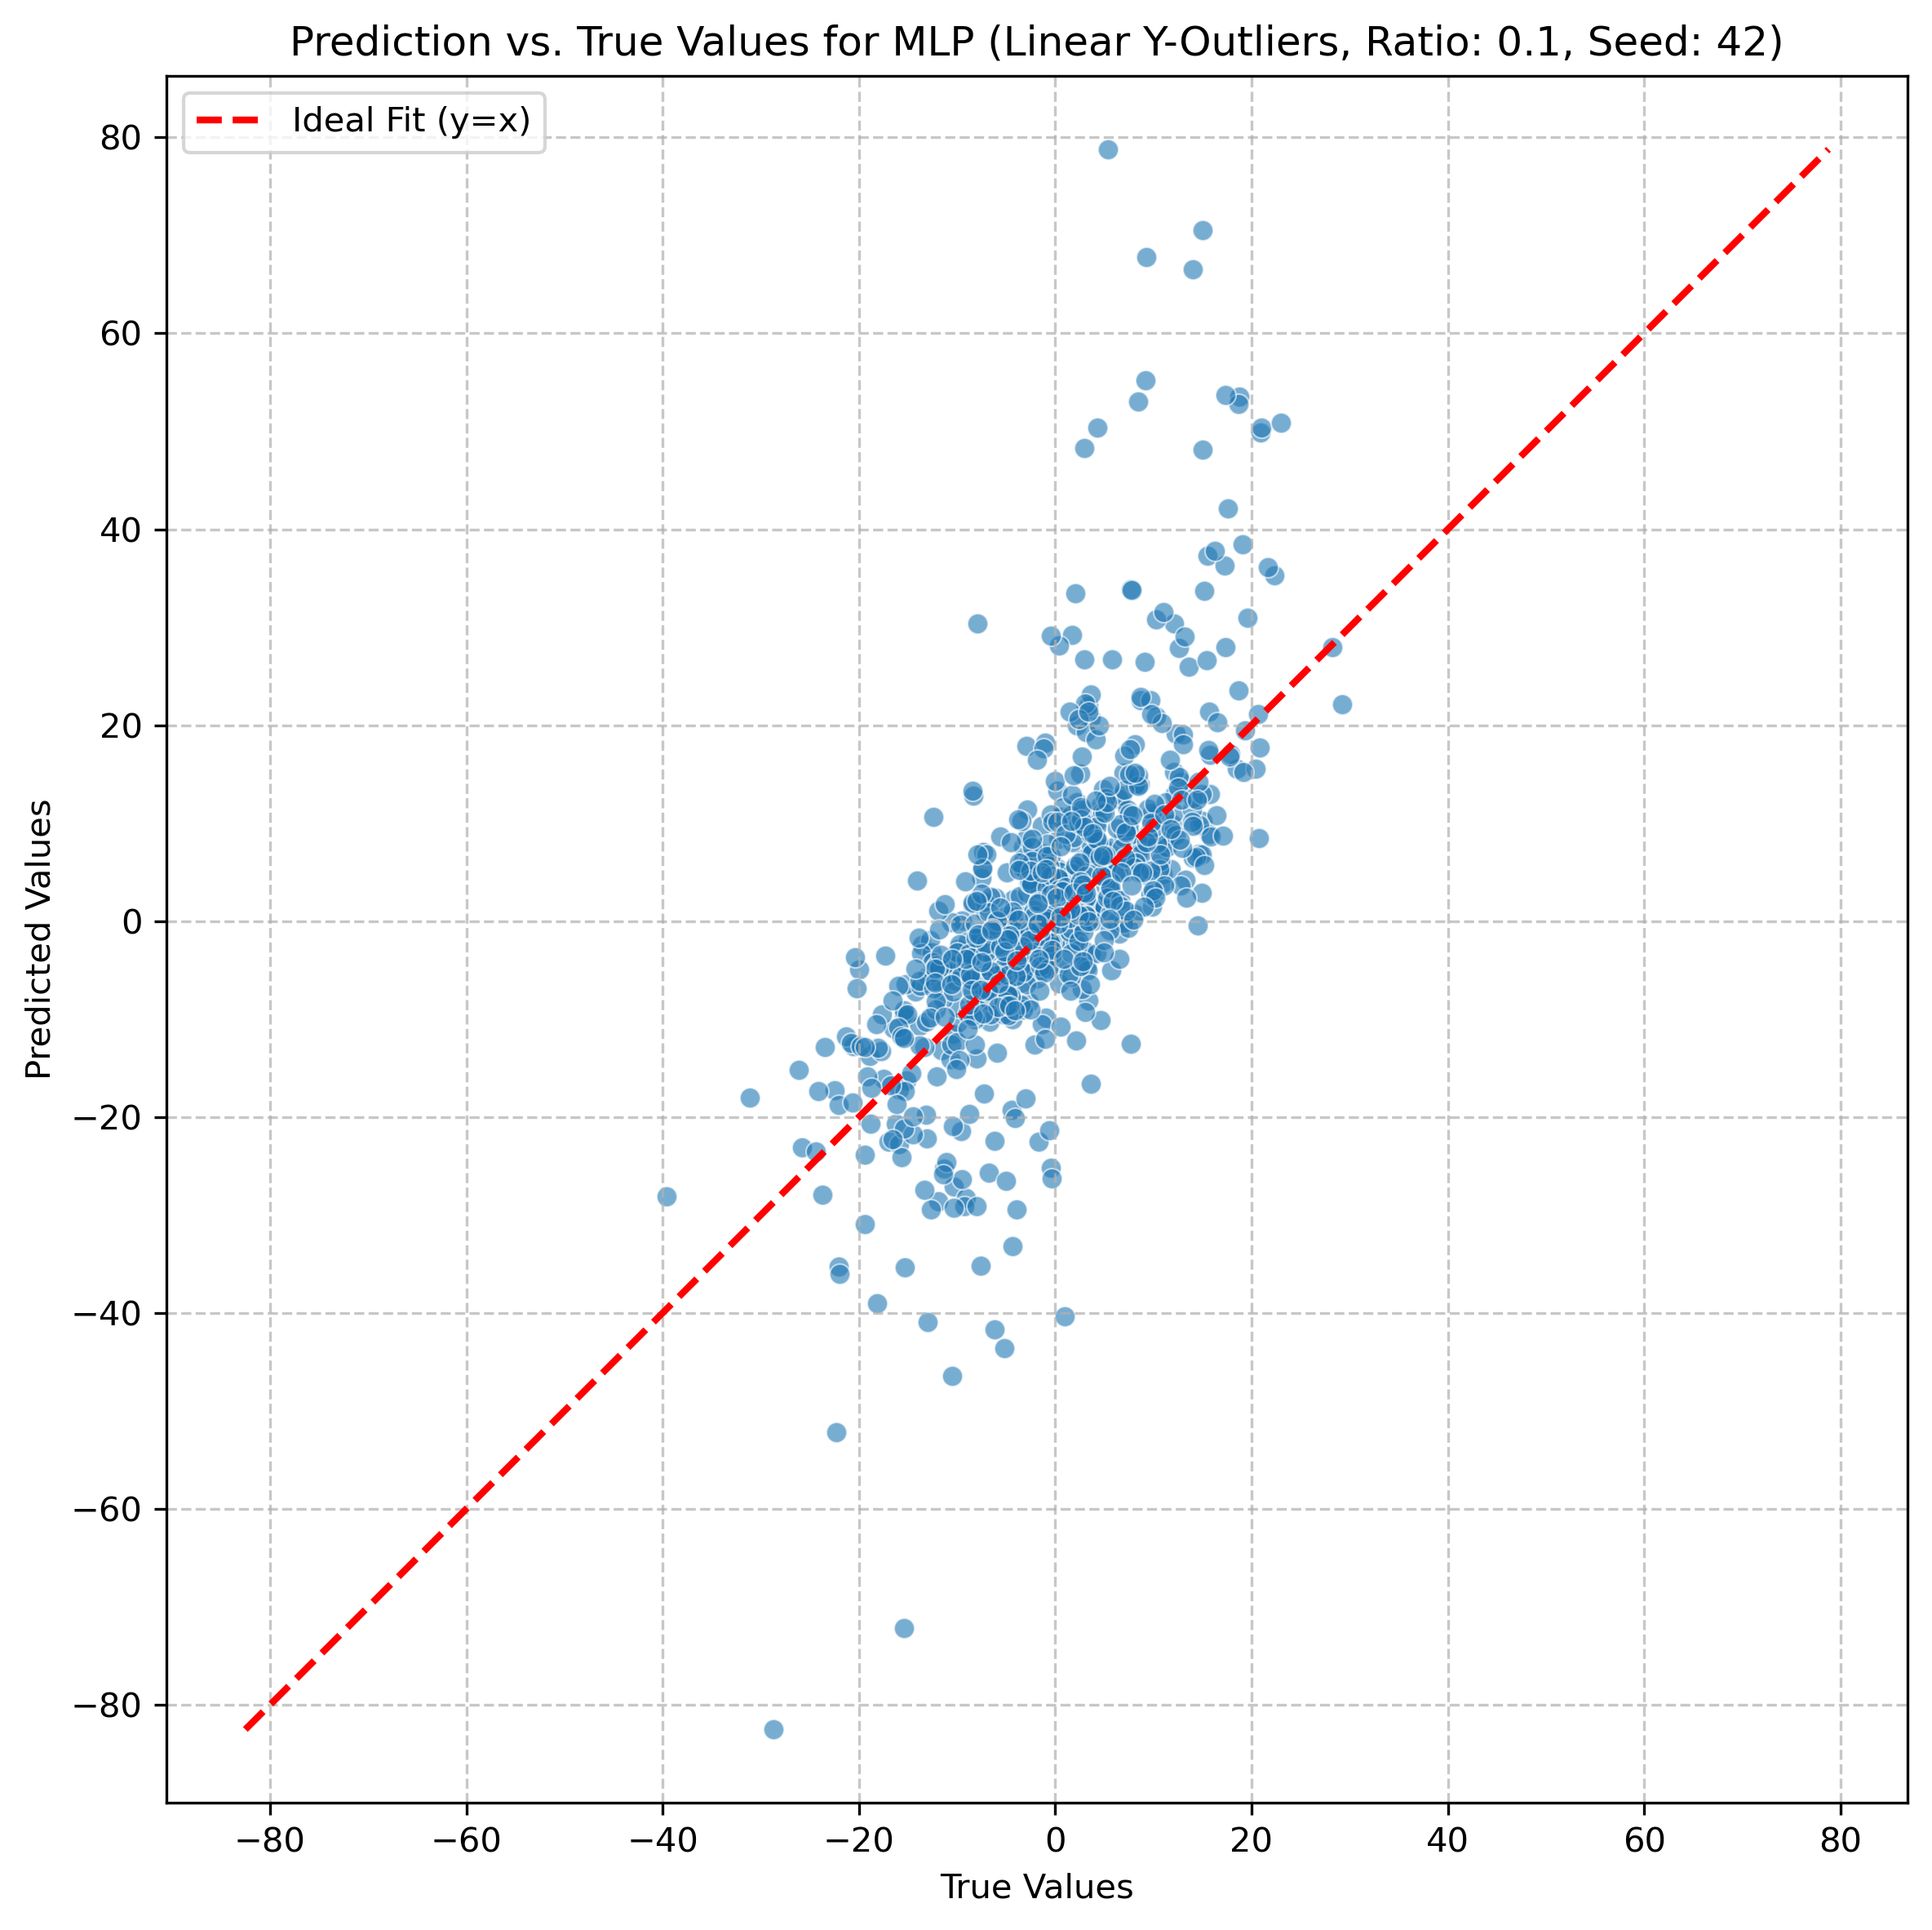 Prediction vs. True Values for MLP (Linear Y-Outliers, Ratio: 0.1, Seed: 42)
Ideal Fit (y=x)
80
60
40
20
0
−20
−40
−60
−80
Predicted Values
−80 −60 −40 −20 0 20 40 60 80
True Values